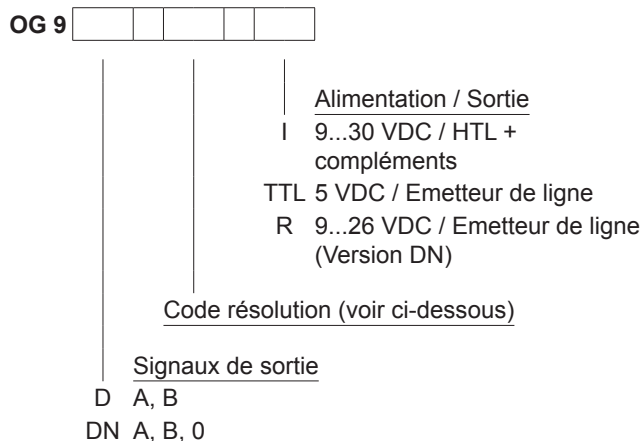 OG 9
Alimentation / Sortie
I 9...30 VDC / HTL +
compléments
TTL 5 VDC / Emetteur de ligne
R 9...26 VDC / Emetteur de ligne
(Version DN)
Code résolution (voir ci-dessous)
Signaux de sortie
D A, B
DN A, B, 0